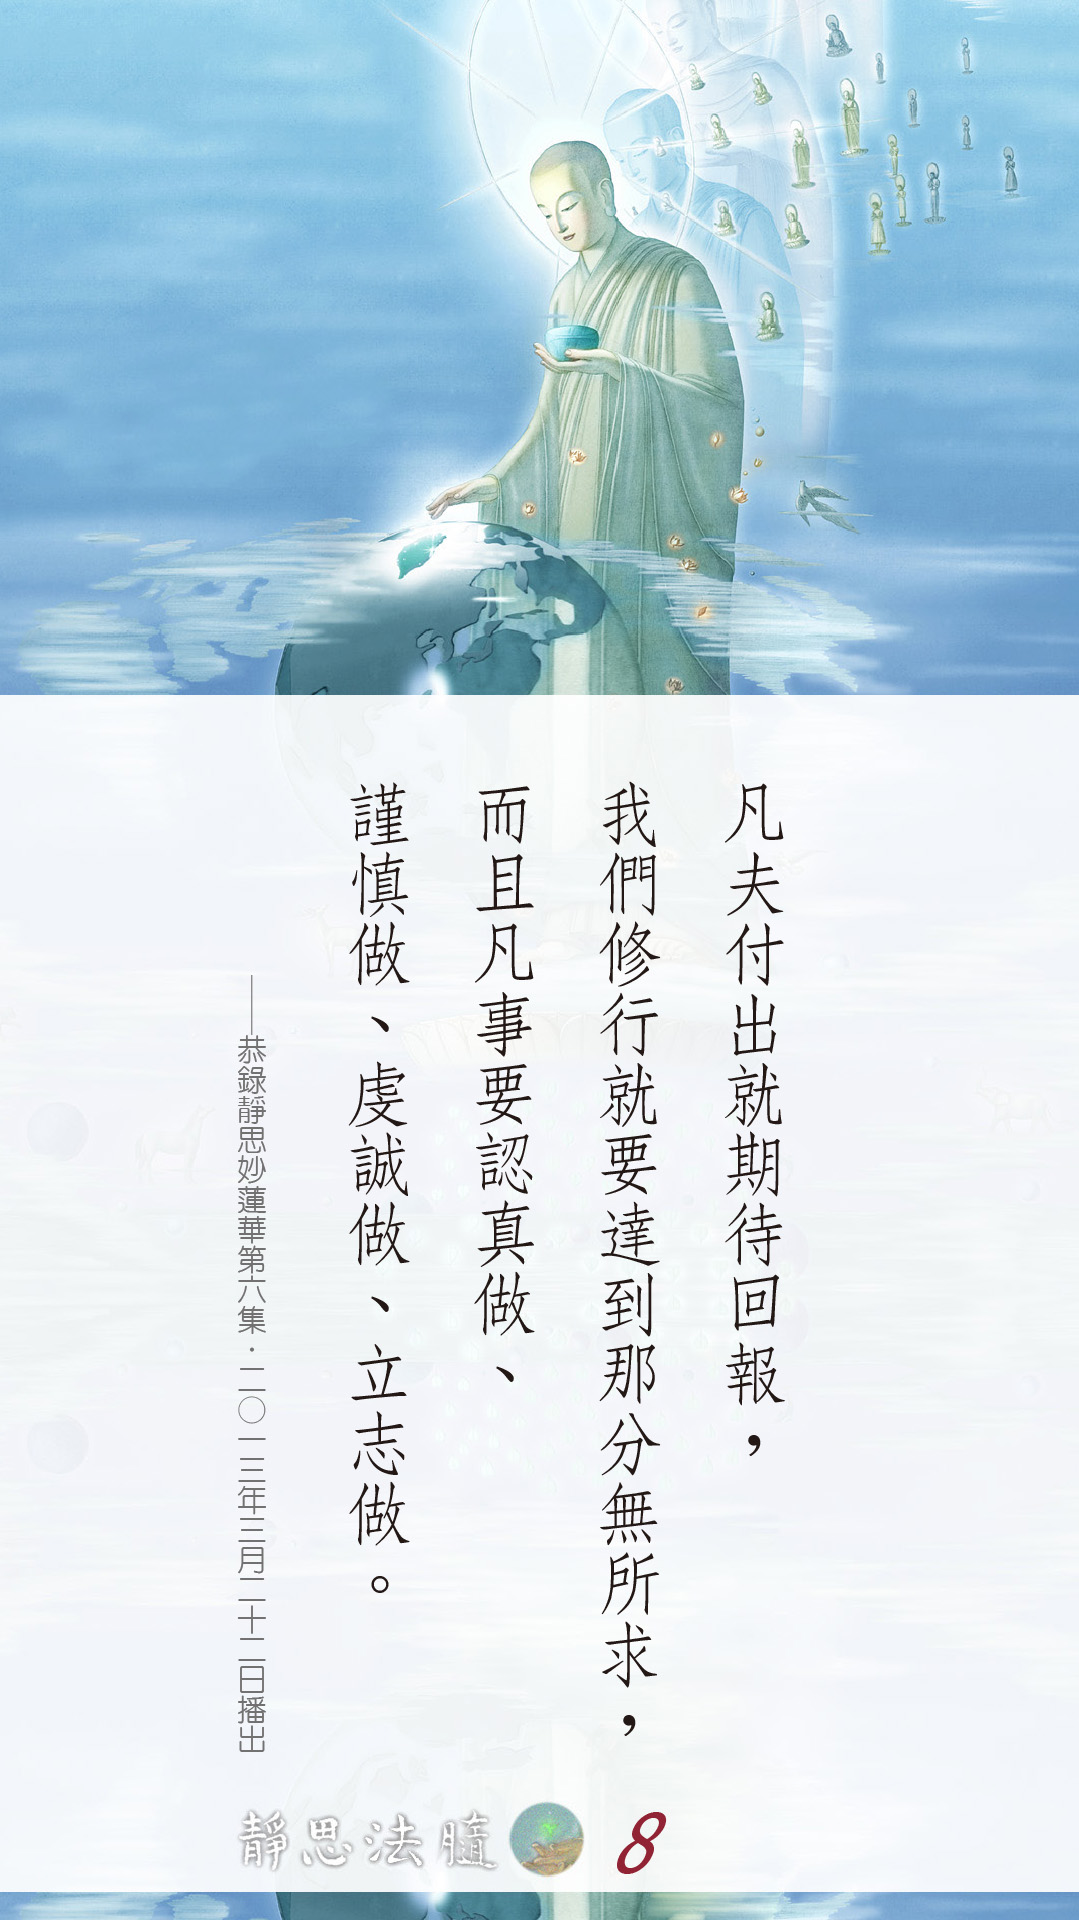 凡夫付出就期待回報，
我們修行就要達到那分無所求，
而且凡事要認真做、
謹慎做、虔誠做、立志做。
──恭錄靜思妙蓮華第六集．二〇一三年三月二十二日播出
靜思法髓
8